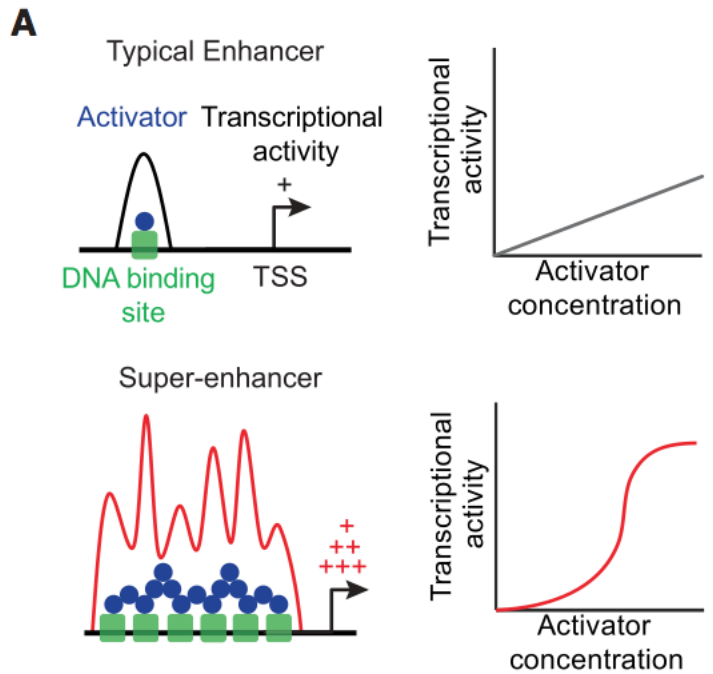 A
Typical Enhancer
Activator
Transcriptional
activity
+
DNA binding
site
TSS
Transcriptional
activity
Activator
concentration
Super-enhancer
+
++
+++
Transcriptional
activity
Activator
concentration